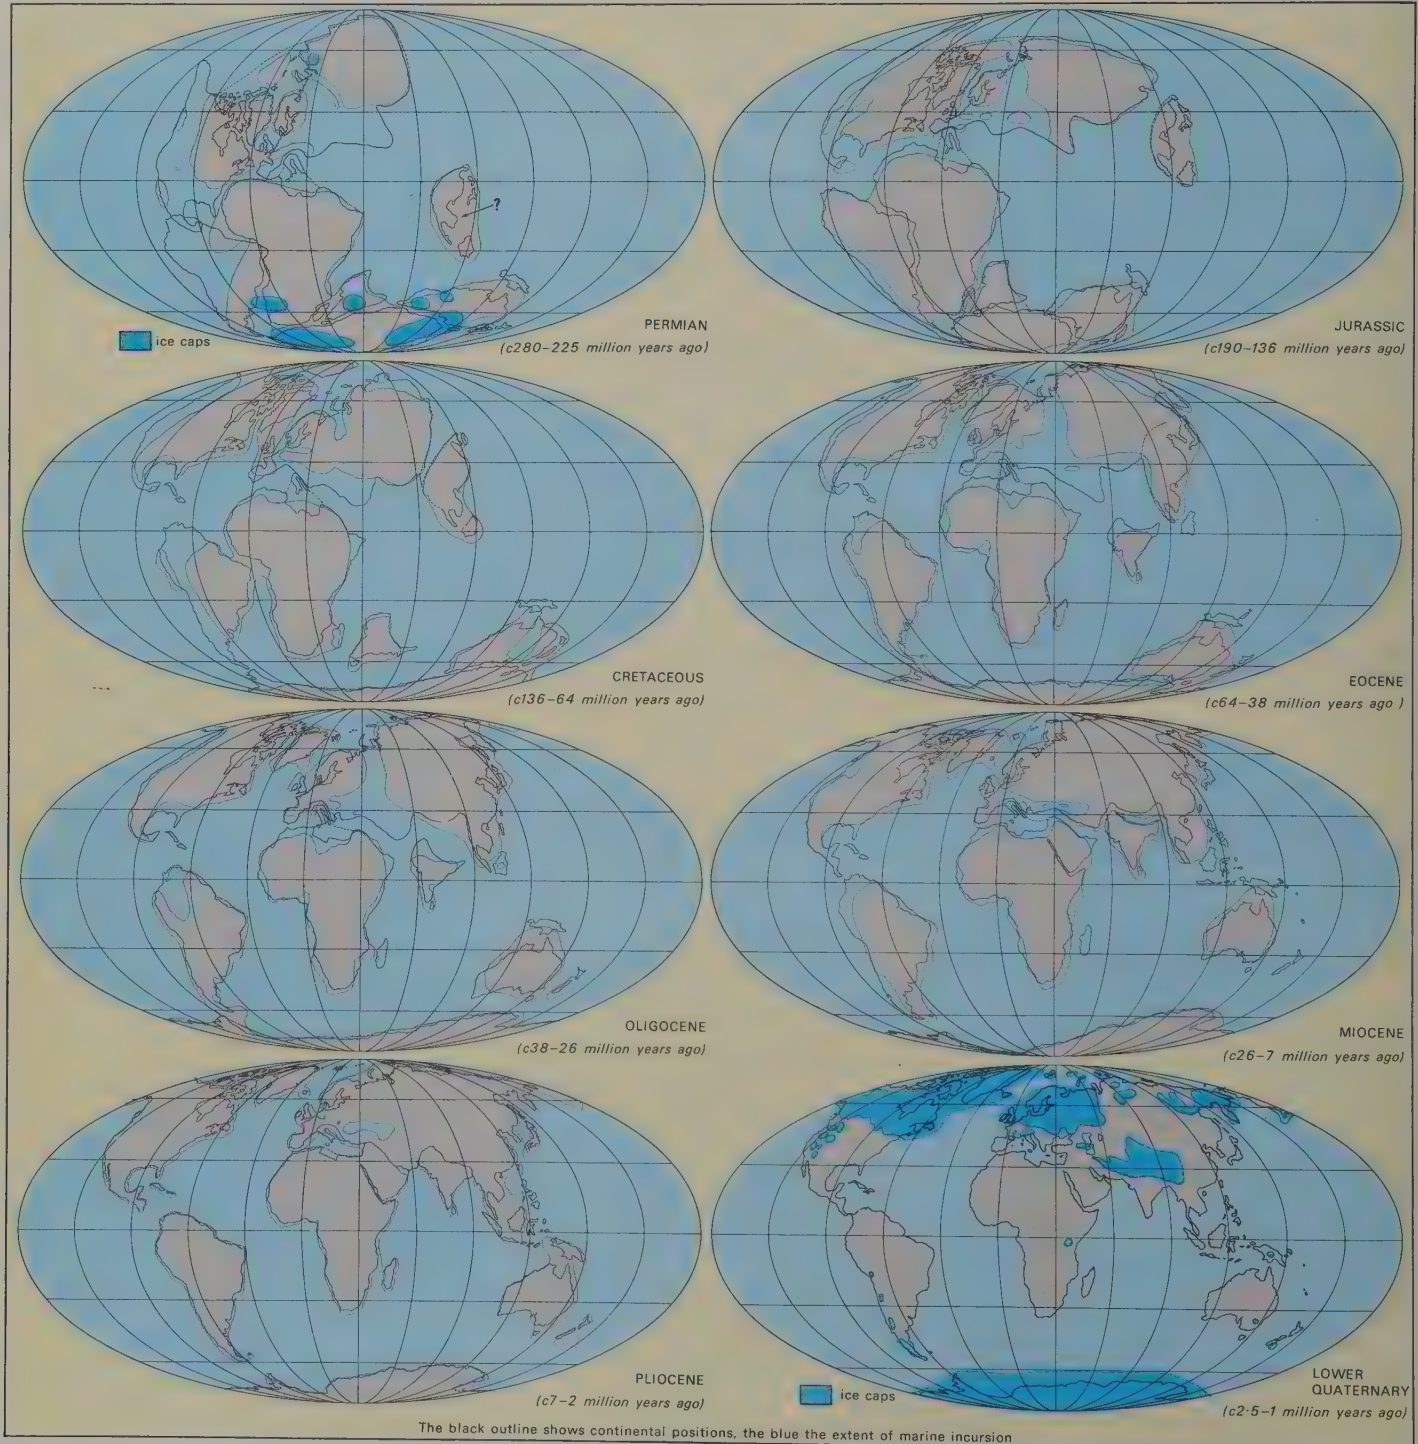 ?
ice caps
PERMIAN
(c280–225 million years ago)
JURASSIC
(c190–136 million years ago)
CRETACEOUS
(c136–64 million years ago)
EOCENE
(c64–38 million years ago )
OLIGOCENE
(c38–26 million years ago)
MIOCENE
(c26–7 million years ago)
PLIOCENE
(c7–2 million years ago)
ice caps
LOWER
QUATERNARY
(c2·5–1 million years ago)
The black outline shows continental positions, the blue the extent of marine incursion